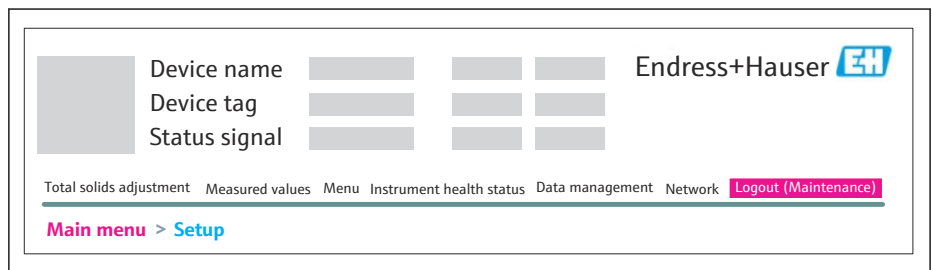 Device name
Endress+Hauser EH
Device tag
Status signal
Total solids adjustment Measured values Menu Instrument health status Data management Network Logout (Maintenance)
Main menu > Setup